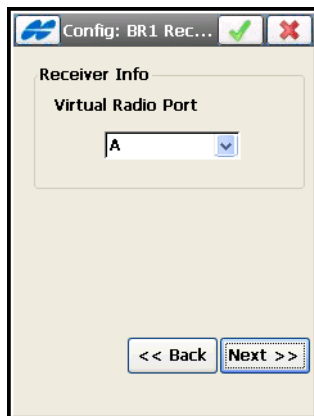 Config: BR1 Rec...
Receiver Info
Virtual Radio Port
A
<< Back
Next >>